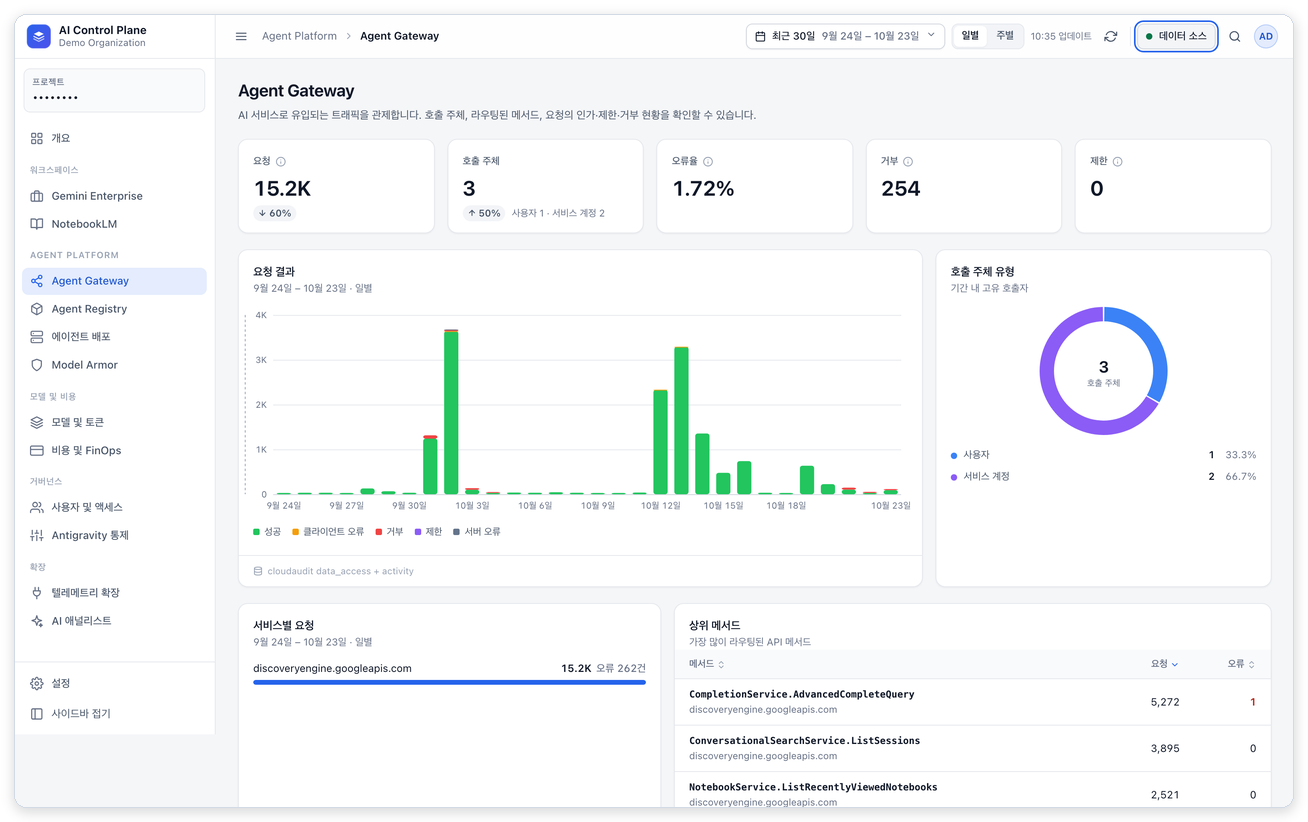 AI Control Plane
Demo Organization
Agent Platform > Agent Gateway
최근 30일 9월 24일 – 10월 23일
일별 주별
10:35 업데이트
데이터 소스
AD
프로젝트
••••••••
개요
워크스페이스
Gemini Enterprise
NotebookLM
AGENT PLATFORM
Agent Gateway
Agent Registry
에이전트 배포
Model Armor
모델 및 비용
모델 및 토큰
비용 및 FinOps
거버넌스
사용자 및 액세스
Antigravity 통제
확장
텔레메트리 확장
AI 애널리스트
설정
사이드바 접기
Agent Gateway
AI 서비스로 유입되는 트래픽을 관제합니다. 호출 주체, 라우팅된 메서드, 요청의 인가·제한·거부 현황을 확인할 수 있습니다.
요청
15.2K
↓ 60%
호출 주체
3
↑ 50% 사용자 1 · 서비스 계정 2
오류율
1.72%
거부
254
제한
0
요청 결과
9월 24일 – 10월 23일 · 일별
4K
3K
2K
1K
0
9월 24일 9월 27일 9월 30일 10월 3일 10월 6일 10월 9일 10월 12일 10월 15일 10월 18일 10월 23일
성공 클라이언트 오류 거부 제한 서버 오류
cloudaudit data_access + activity
호출 주체 유형
기간 내 고유 호출자
3
호출 주체
사용자 1 33.3%
서비스 계정 2 66.7%
서비스별 요청
9월 24일 – 10월 23일 · 일별
discoveryengine.googleapis.com 15.2K 오류 262건
상위 메서드
가장 많이 라우팅된 API 메서드
메서드 요청 오류
CompletionService.AdvancedCompleteQuery
discoveryengine.googleapis.com
5,272 1
ConversationalSearchService.ListSessions
discoveryengine.googleapis.com
3,895 0
NotebookService.ListRecentlyViewedNotebooks
discoveryengine.googleapis.com
2,521 0